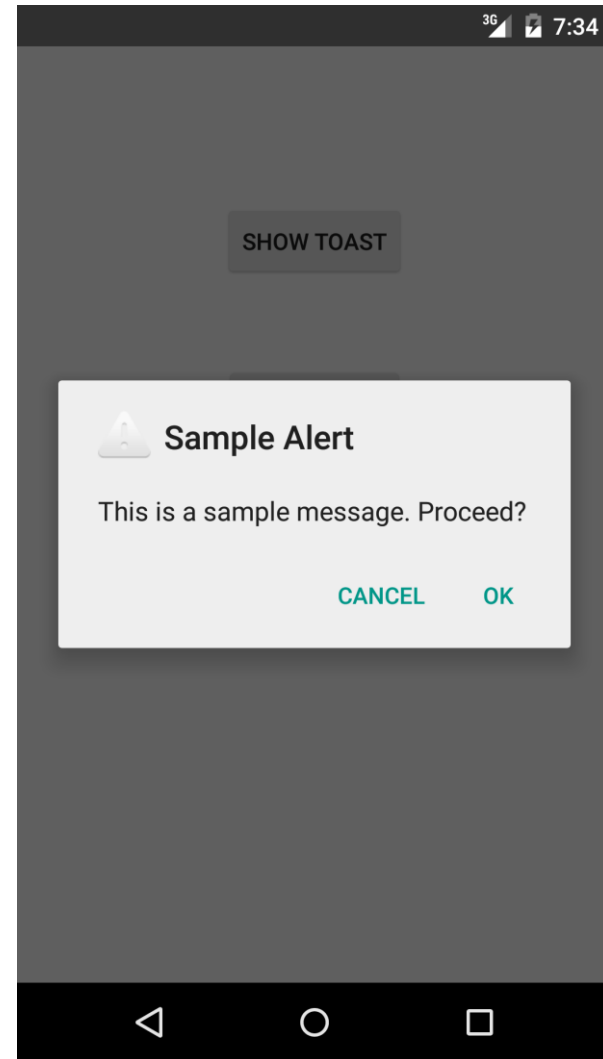 3G 7:34
SHOW TOAST
Sample Alert
This is a sample message. Proceed?
CANCEL OK